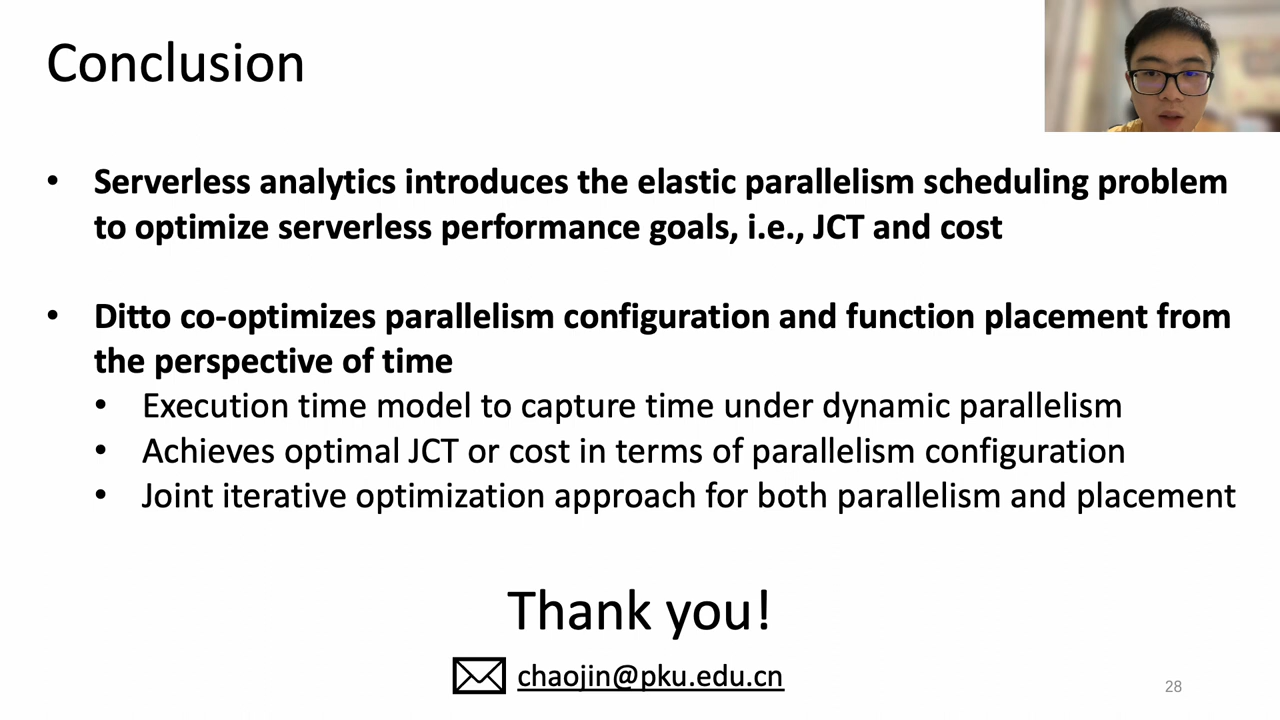 Conclusion
• Serverless analytics introduces the elastic parallelism scheduling problem
to optimize serverless performance goals, i.e., JCT and cost
• Ditto co-optimizes parallelism configuration and function placement from
the perspective of time
• Execution time model to capture time under dynamic parallelism
• Achieves optimal JCT or cost in terms of parallelism configuration
• Joint iterative optimization approach for both parallelism and placement
Thank you!
chaojin@pku.edu.cn
28